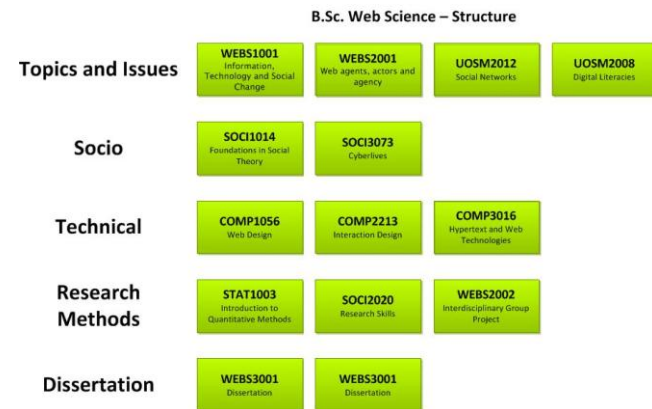 B.Sc. Web Science – Structure
Topics and Issues
WEBS1001
Information,
Technology and Social
Change
WEBS2001
Web agents, actors and
agency
UOSM2012
Social Networks
UOSM2008
Digital Literacies
Socio
SOCI1014
Foundations in Social
Theory
SOCI3073
Cyberlives
Technical
COMP1056
Web Design
COMP2213
Interaction Design
COMP3016
Hypertext and Web
Technologies
Research
Methods
STAT1003
Introduction to
Quantitative Methods
SOCI2020
Research Skills
WEBS2002
Interdisciplinary Group
Project
Dissertation
WEBS3001
Dissertation
WEBS3001
Dissertation